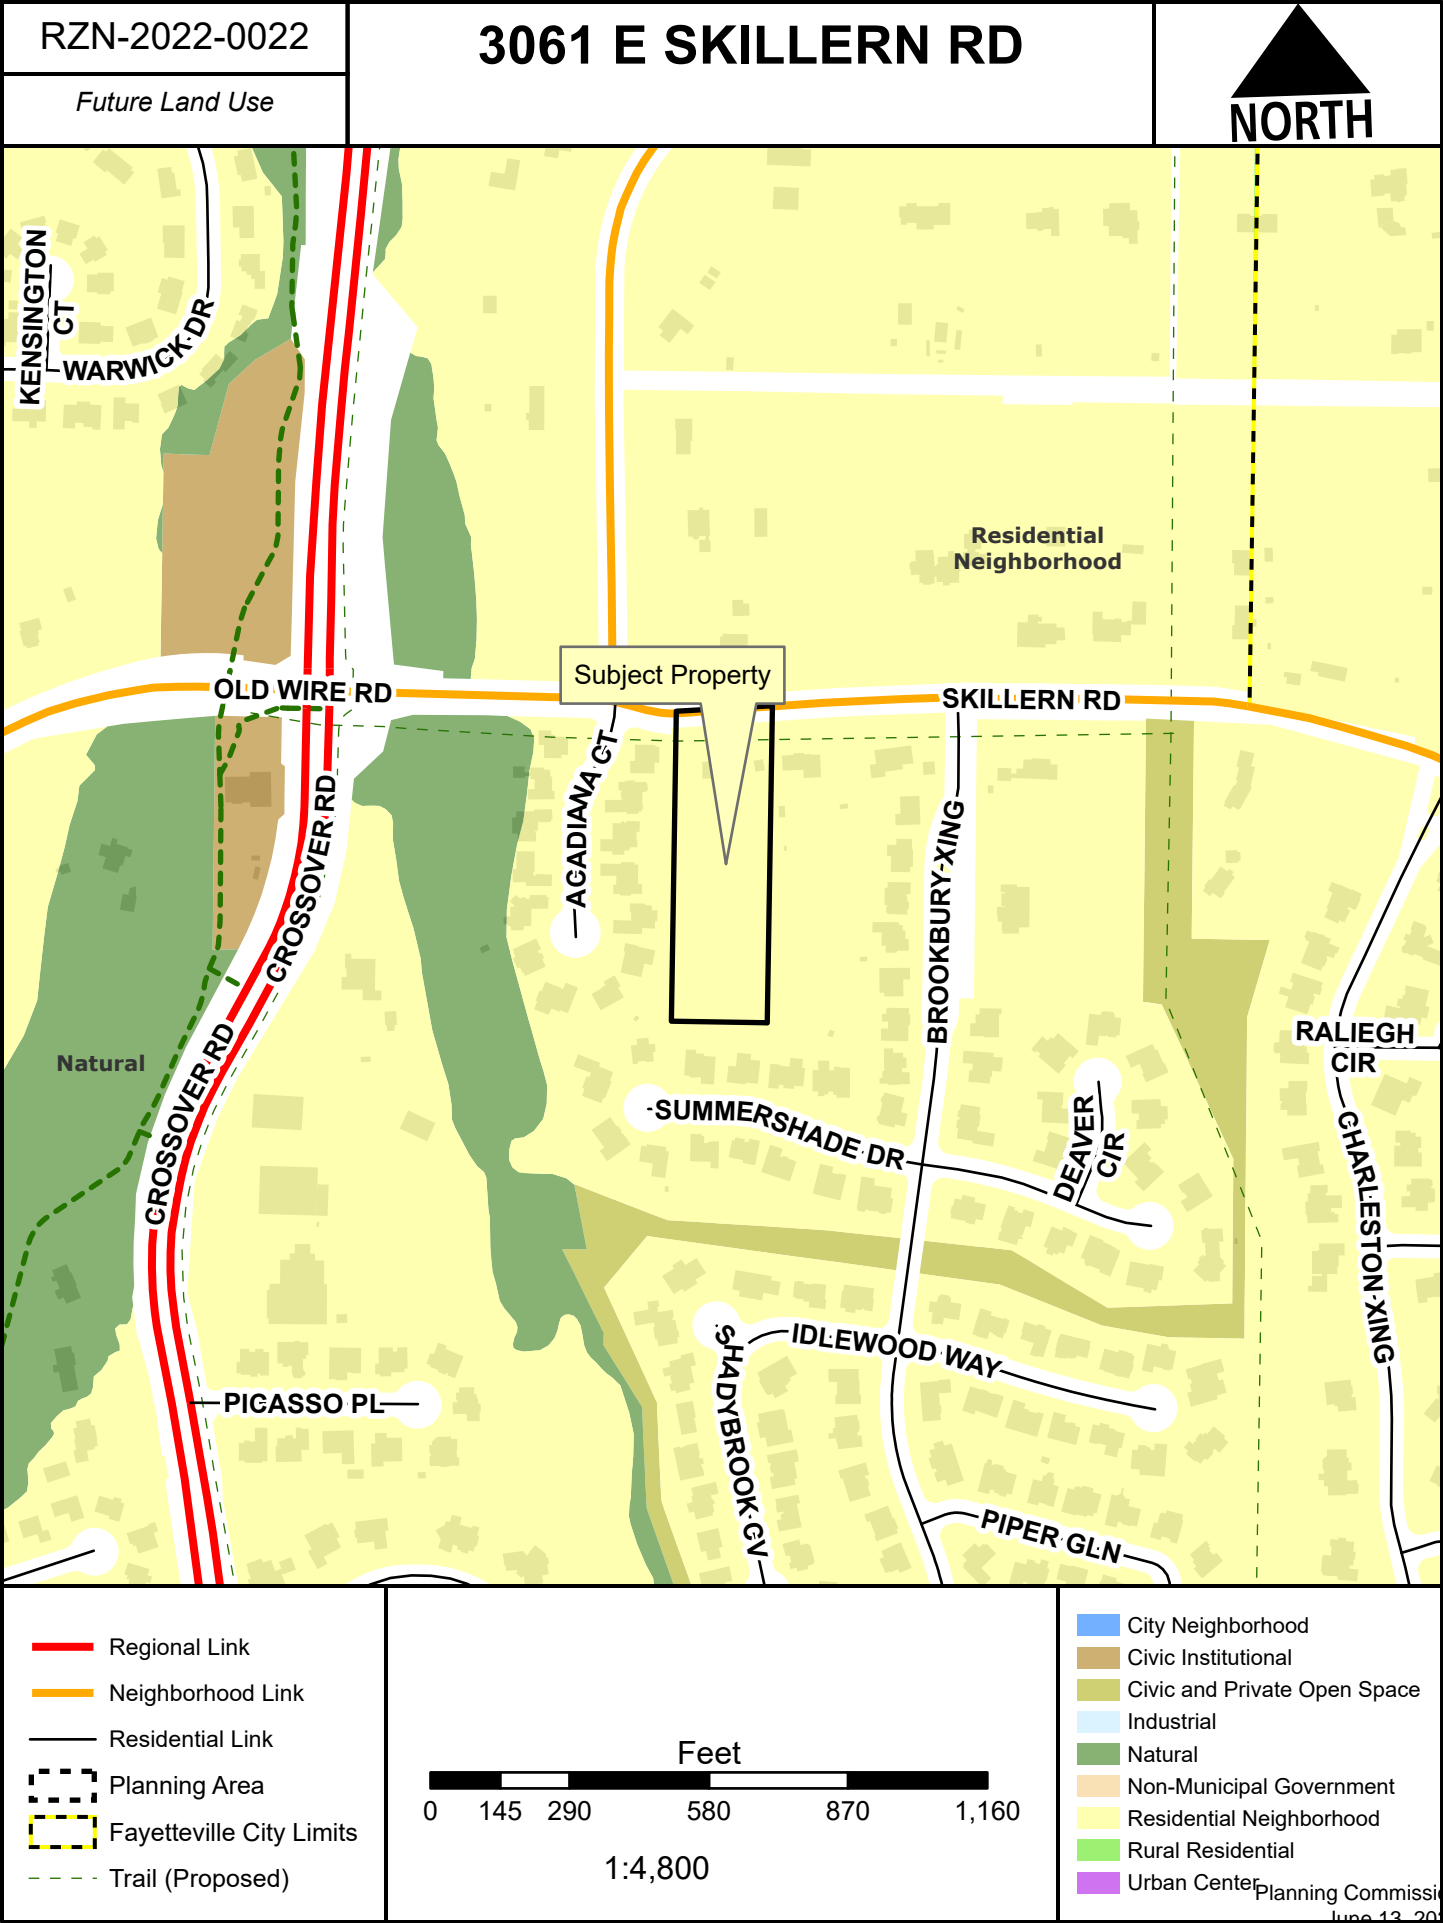 RZN-2022-0022
Future Land Use
3061 E SKILLERN RD
NORTH
KENSINGTON
CT
WARWICK DR
Residential
Neighborhood
Subject Property
OLD WIRE RD
SKILLERN RD
ACADIANA CT
CROSSOVER RD
BROOKBURY XING
CROSSOVER RD
Natural
RALIEGH
CIR
SUMMERSHADE DR
DEAVER
CIR
CHARLESTON XING
IDLEWOOD WAY
SHADYBROOK CV
PICASSO PL
PIPER GLN
Regional Link
Neighborhood Link
Residential Link
Planning Area
Fayetteville City Limits
Trail (Proposed)
Feet
0 145 290 580 870 1,160
1:4,800
City Neighborhood
Civic Institutional
Civic and Private Open Space
Industrial
Natural
Non-Municipal Government
Residential Neighborhood
Rural Residential
Urban Center
Planning
June 13,